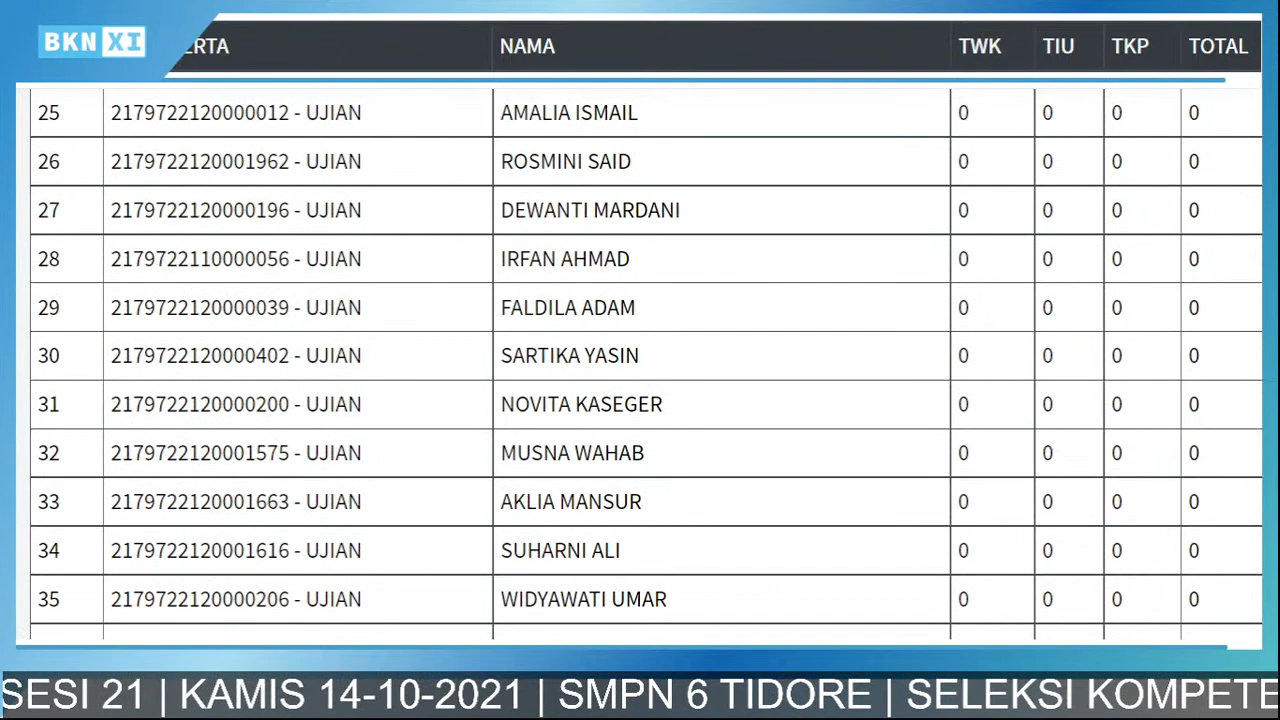 BKN XI
ERTA NAMA TWK TIU TKP TOTAL
25 2179722120000012 - UJIAN AMALIA ISMAIL 0 0 0 0
26 2179722120001962 - UJIAN ROSMINI SAID 0 0 0 0
27 2179722120000196 - UJIAN DEWANTI MARDANI 0 0 0 0
28 2179722110000056 - UJIAN IRFAN AHMAD 0 0 0 0
29 2179722120000039 - UJIAN FALDILA ADAM 0 0 0 0
30 2179722120000402 - UJIAN SARTIKA YASIN 0 0 0 0
31 2179722120000200 - UJIAN NOVITA KASEGER 0 0 0 0
32 2179722120001575 - UJIAN MUSNA WAHAB 0 0 0 0
33 2179722120001663 - UJIAN AKLIA MANSUR 0 0 0 0
34 2179722120001616 - UJIAN SUHARNI ALI 0 0 0 0
35 2179722120000206 - UJIAN WIDYAWATI UMAR 0 0 0 0
SESI 21 | KAMIS 14-10-2021 | SMPN 6 TIDORE | SELEKSI KOMPETE